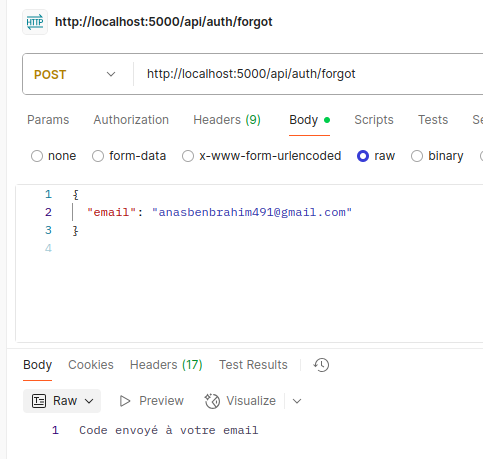 HTTP http://localhost:5000/api/auth/forgot
POST http://localhost:5000/api/auth/forgot
Params Authorization Headers (9) Body Scripts Tests Se
none form-data x-www-form-urlencoded raw binary
1 {
2 "email": "anasbenbrahim491@gmail.com"
3 }
4
Body Cookies Headers (17) Test Results
Raw Preview Visualize
1 Code envoyé à votre email